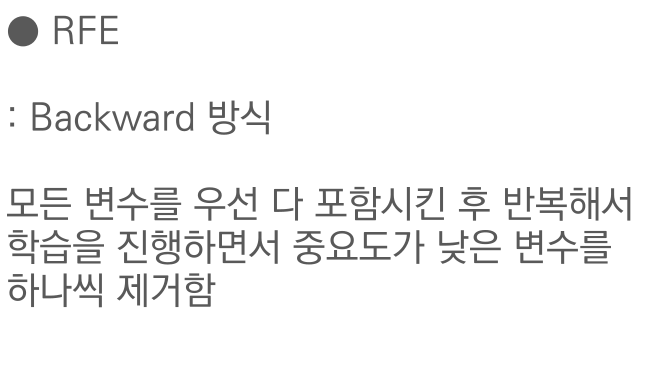 ● RFE
: Backward 방식
모든 변수를 우선 다 포함시킨 후 반복해서
학습을 진행하면서 중요도가 낮은 변수를
하나씩 제거함